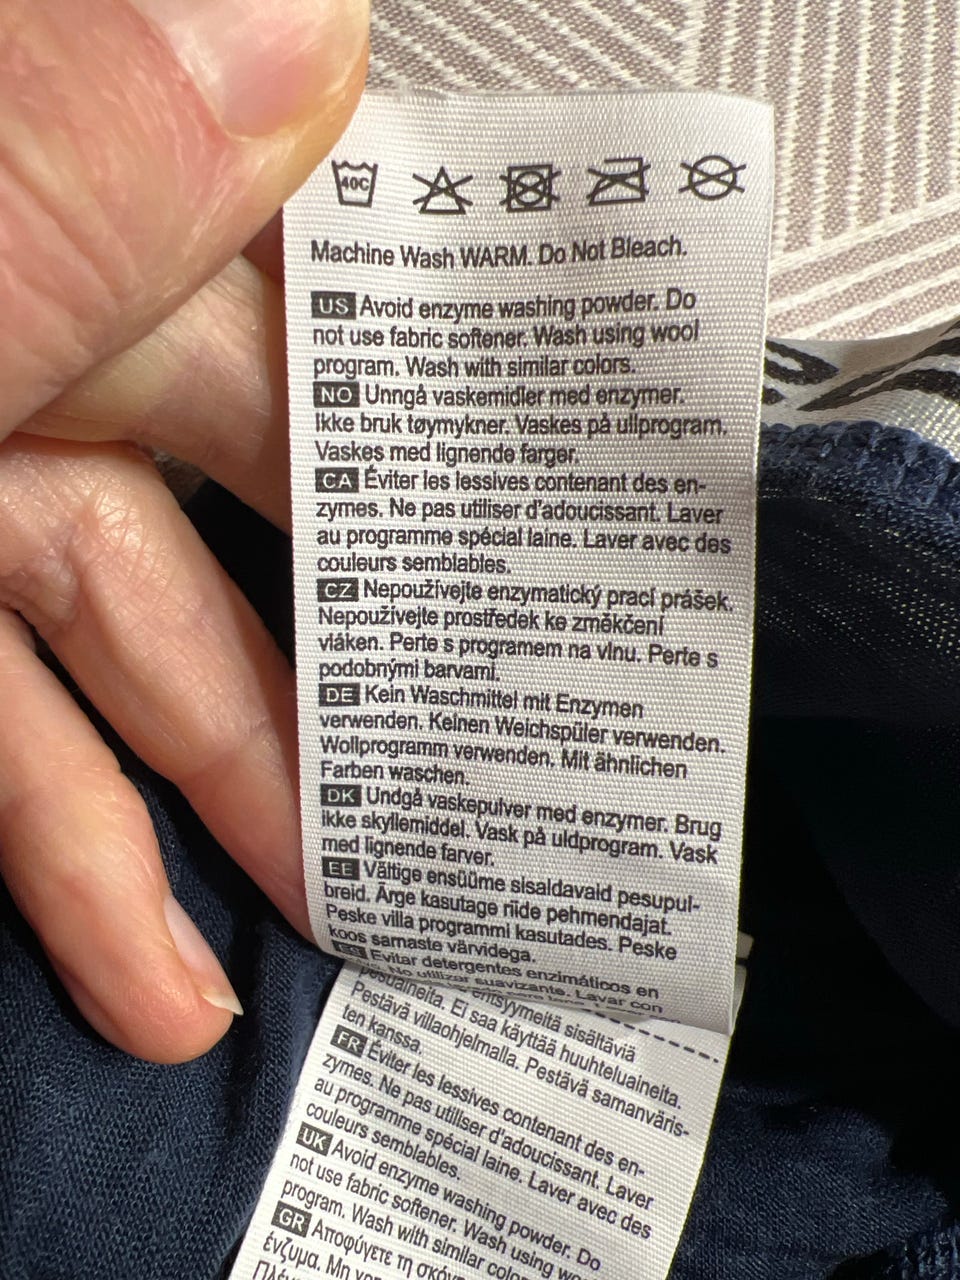 40C
Machine Wash WARM. Do Not Bleach.
US Avoid enzyme washing powder. Do
not use fabric softener. Wash using wool
program. Wash with similar colors.
NO Unngå vaskemidler med enzymer.
Ikke bruk tøymykner. Vaskes på ullprogram.
Vaskes med lignende farger.
CA Éviter les lessives contenant des en-
zymes. Ne pas utiliser d'adoucissant. Laver
au programme spécial laine. Laver avec des
couleurs semblables.
CZ Nepoužívejte enzymatický prací prášek.
Nepoužívejte prostředek ke změkčení
vláken. Perte s programem na vlnu. Perte s
podobnými barvami.
DE Kein Waschmittel mit Enzymen
verwenden. Keinen Weichspüler verwenden.
Wollprogramm verwenden. Mit ähnlichen
Farben waschen.
DK Undgå vaskepulver med enzymer. Brug
ikke skyllemiddel. Vask på uldprogram. Vask
med lignende farver.
EE Vältige ensüüme sisaldavaid pesupul-
breid. Ärge kasutage riide pehmendajat.
Peske villa programmi kasutades. Peske
koos samaste värvidega.
ES Evitar detergentes enzimáticos en
No utilizar suavizante. Lavar con
entsyymeitä sisältäviä
pesuaineita. Ei saa käyttää huuhteluaineita.
Pestävä villaohjelmalla. Pestävä samanväris-
ten kanssa.
FR Éviter les lessives contenant des en-
zymes. Ne pas utiliser d'adoucissant. Laver
au programme spécial laine. Laver avec des
couleurs semblables.
UK Avoid enzyme washing powder. Do
not use fabric softener. Wash using
program. Wash with similar
GR Αποφύγετε τη
ένζυμα. Μη